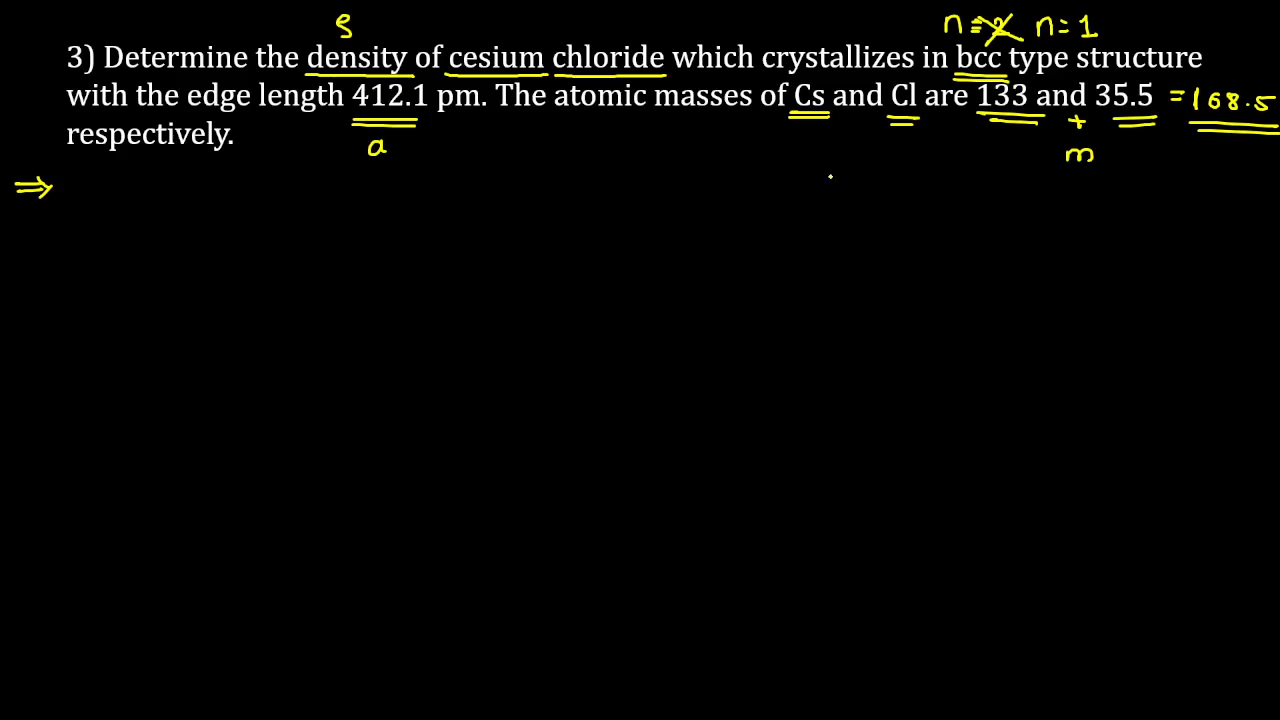 ρ n=2 n=1
3) Determine the density of cesium chloride which crystallizes in bcc type structure
with the edge length 412.1 pm. The atomic masses of Cs and Cl are 133 and 35.5 =168.5
respectively. a + m
⇒